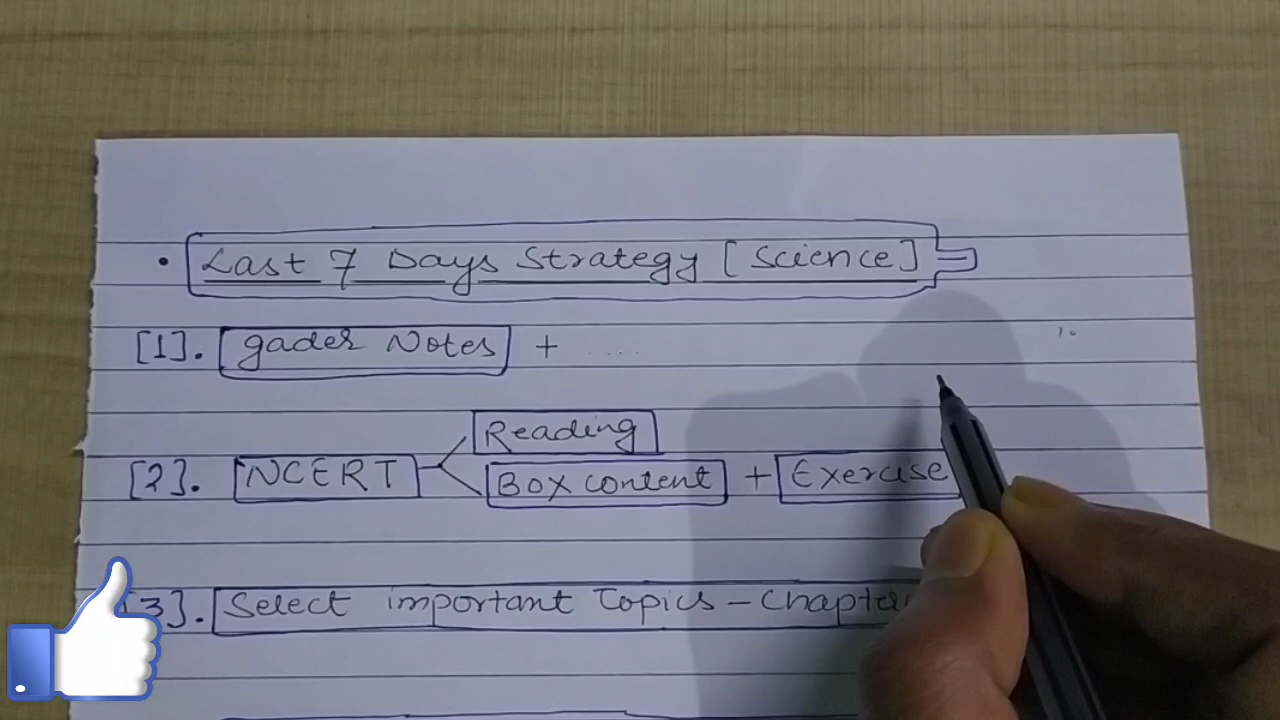 • Last 7 Days Strategy [Science]
[1]. gader Notes +
Reading
[2]. NCERT
Box content + Exercise
[3]. Select important Topics - Chapter